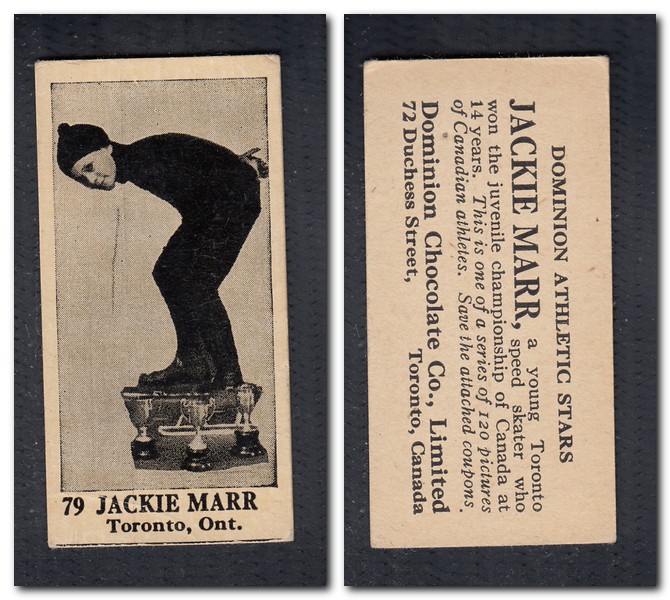 79 JACKIE MARR
Toronto, Ont.
DOMINION ATHLETIC STARS
JACKIE MARR, a young Toronto
speed skater who
won the juvenile championship of Canada at
14 years. This is one of a series of 120 pictures
of Canadian athletes. Save the attached coupons.
Dominion Chocolate Co., Limited
72 Duchess Street, Toronto, Canada